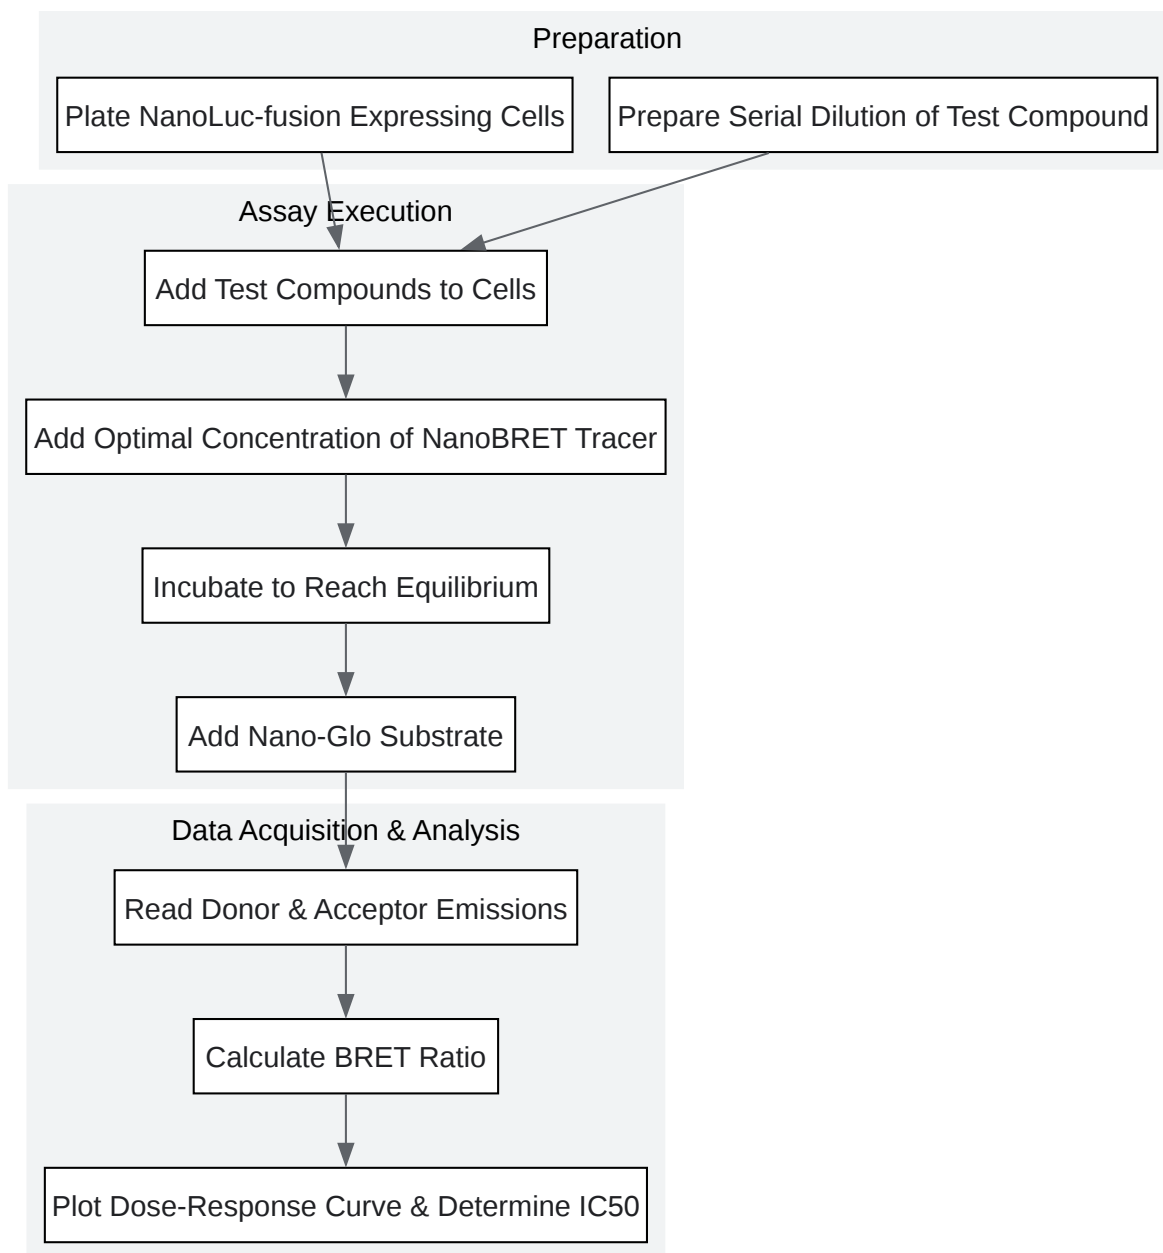 Preparation
Plate NanoLuc-fusion Expressing Cells
Prepare Serial Dilution of Test Compound
Assay Execution
Add Test Compounds to Cells
Add Optimal Concentration of NanoBRET Tracer
Incubate to Reach Equilibrium
Add Nano-Glo Substrate
Data Acquisition & Analysis
Read Donor & Acceptor Emissions
Calculate BRET Ratio
Plot Dose-Response Curve & Determine IC50